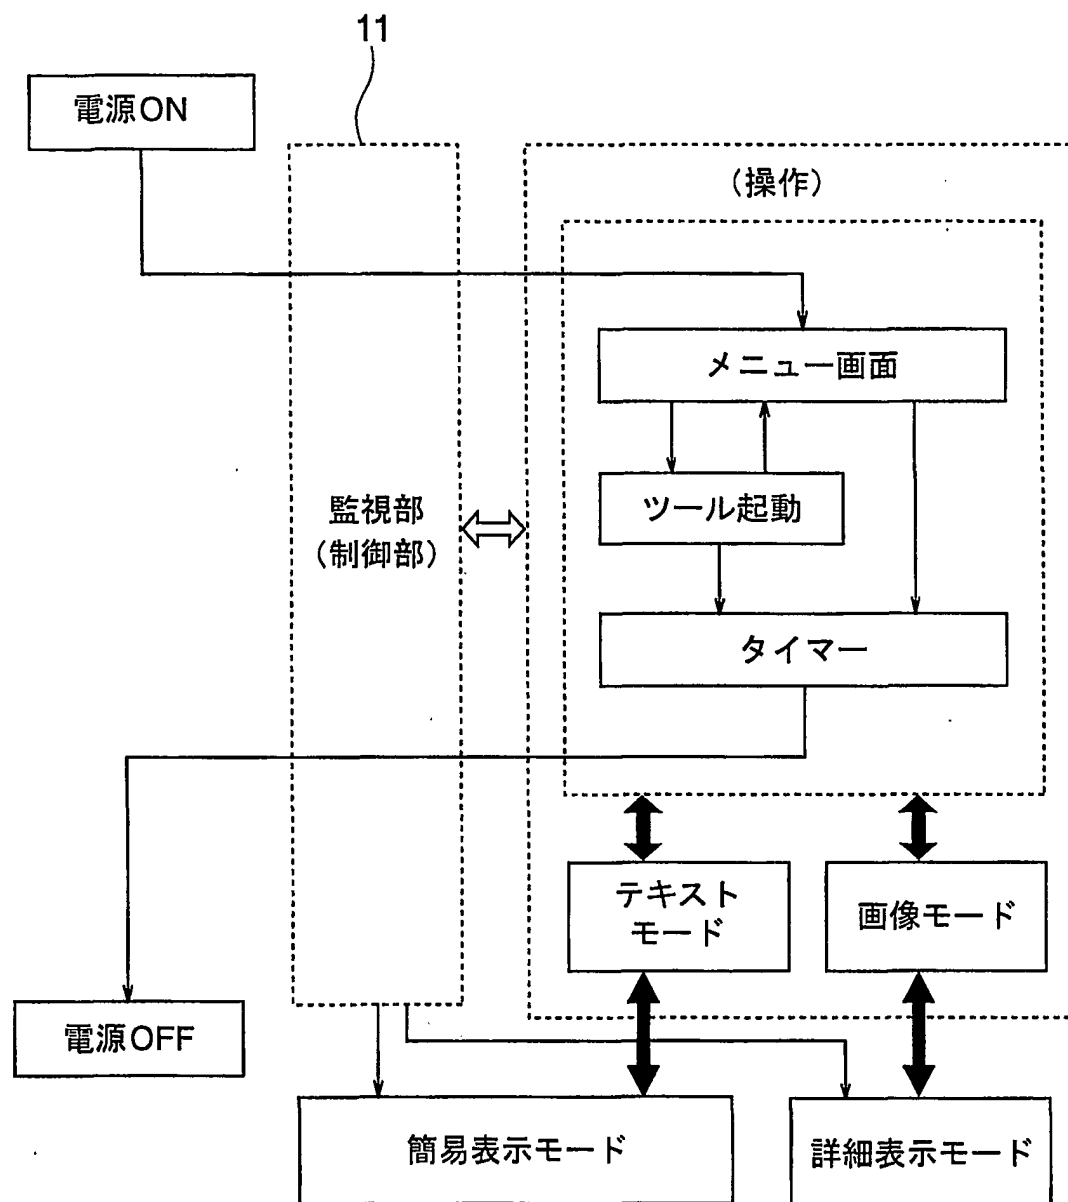 11
電源ON
(操作)
メニュー画面
監視部
(制御部)
ツール起動
タイマー
テキスト
モード
画像モード
電源OFF
簡易表示モード
詳細表示モード